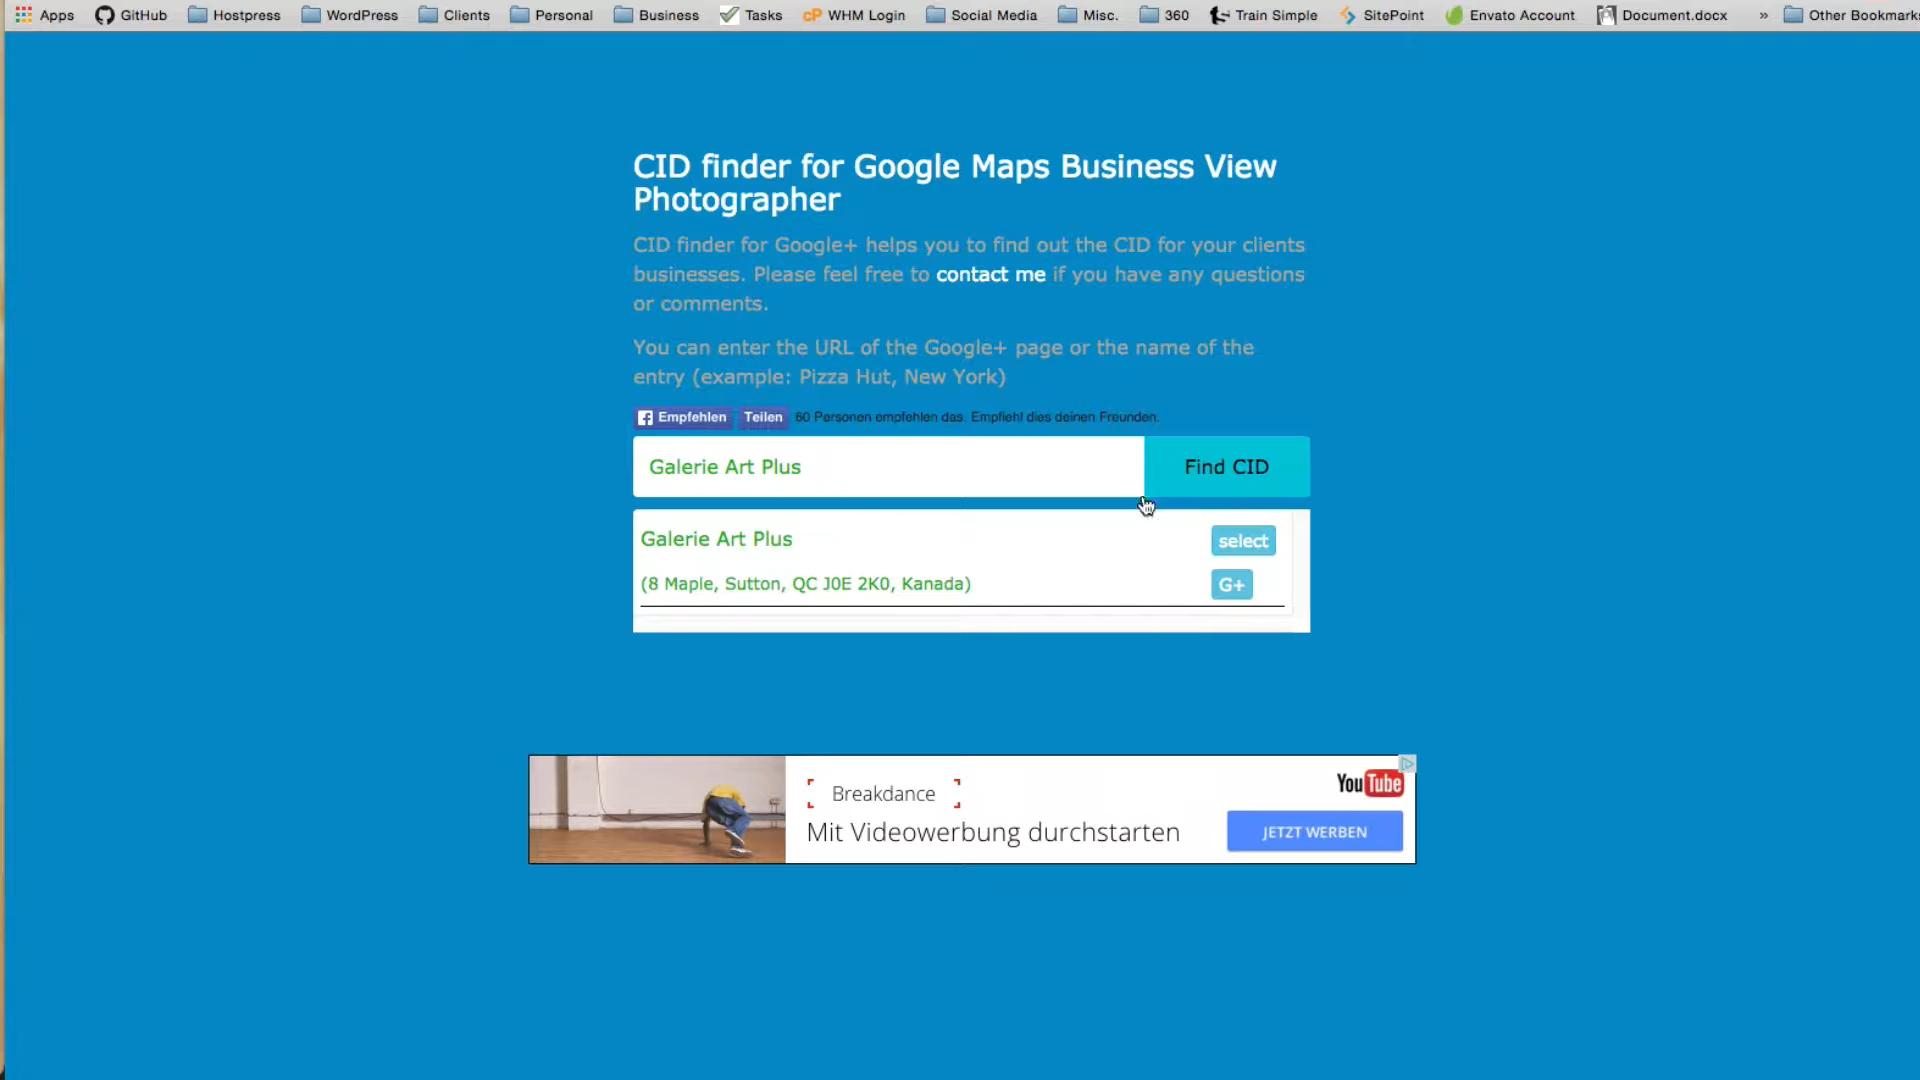 Apps GitHub Hostpress WordPress Clients Personal Business Tasks cP WHM Login Social Media Misc. 360 Train Simple SitePoint Envato Account Document.docx » Other Bookmarks
CID finder for Google Maps Business View
Photographer
CID finder for Google+ helps you to find out the CID for your clients
businesses. Please feel free to contact me if you have any questions
or comments.
You can enter the URL of the Google+ page or the name of the
entry (example: Pizza Hut, New York)
Empfehlen Teilen 60 Personen empfehlen das. Empfiehl dies deinen Freunden.
Galerie Art Plus Find CID
Galerie Art Plus select
(8 Maple, Sutton, QC J0E 2K0, Kanada) G+
Breakdance YouTube
Mit Videowerbung durchstarten JETZT WERBEN